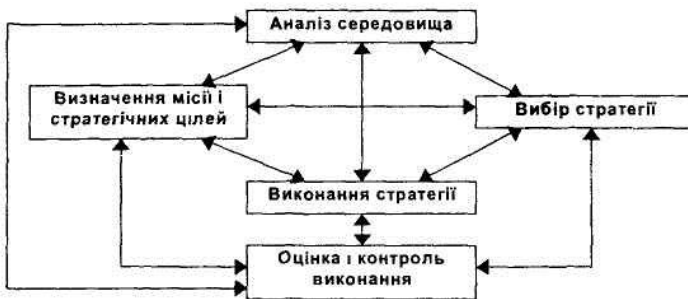 Аналіз середовища
Визначення місії і
стратегічних цілей
Вибір стратегії
Виконання стратегії
Оцінка і контроль
виконання